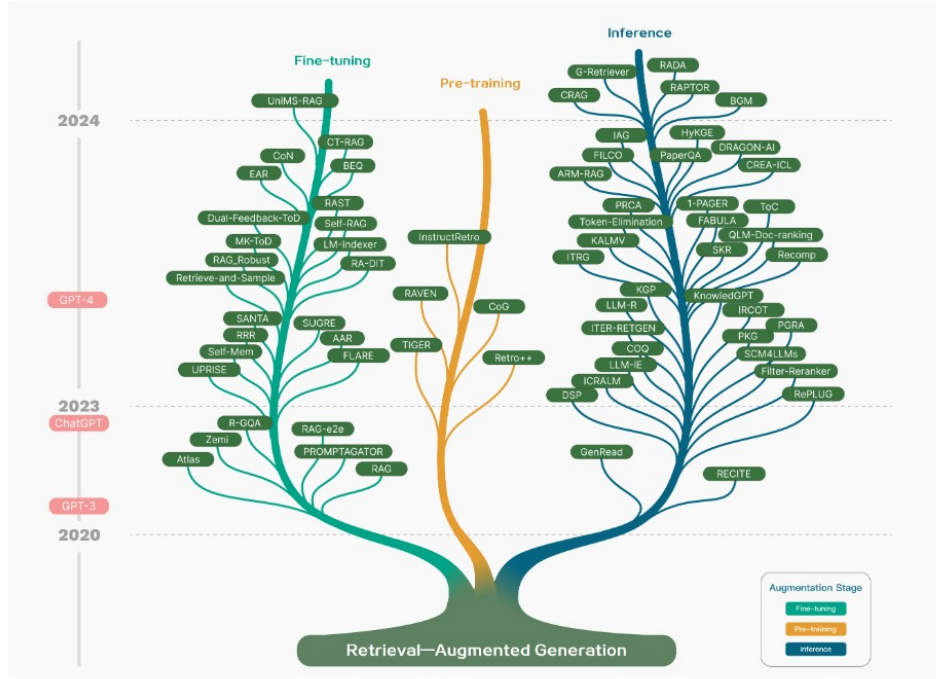 Inference
Fine-tuning
Pre-training
G-Retriever
RADA
CRAG
RAPTOR
BGM
UniMS-RAG
2024
CT-RAG
CoN
BEQ
EAR
IAG
HyKGE
FILCO
PaperQA
DRAGON-AI
ARM-RAG
CREA-ICL
RAST
Dual-Feedback-ToD
Self-RAG
MK-ToD
LM-Indexer
RAG_Robust
RA-DIT
Retrieve-and-Sample
InstructRetro
PRCA
1-PAGER
ToC
Token-Elimination
FABULA
QLM-Doc-ranking
KALMV
SKR
Recomp
ITRG
GPT-4
SANTA
SUGRE
RRR
AAR
Self-Mem
FLARE
UPRISE
RAVEN
CoG
TIGER
Retro++
KGP
KnowledGPT
LLM-R
IRCOT
ITER-RETGEN
PKG
PGRA
COQ
SCM4LLMs
LLM-IE
Filter-Reranker
ICRALM
RePLUG
DSP
2023
ChatGPT
R-GQA
RAG-e2e
Zemi
PROMPTAGATOR
Atlas
RAG
GenRead
RECITE
GPT-3
2020
Augmentation Stage
Fine-tuning
Pre-training
Inference
Retrieval—Augmented Generation